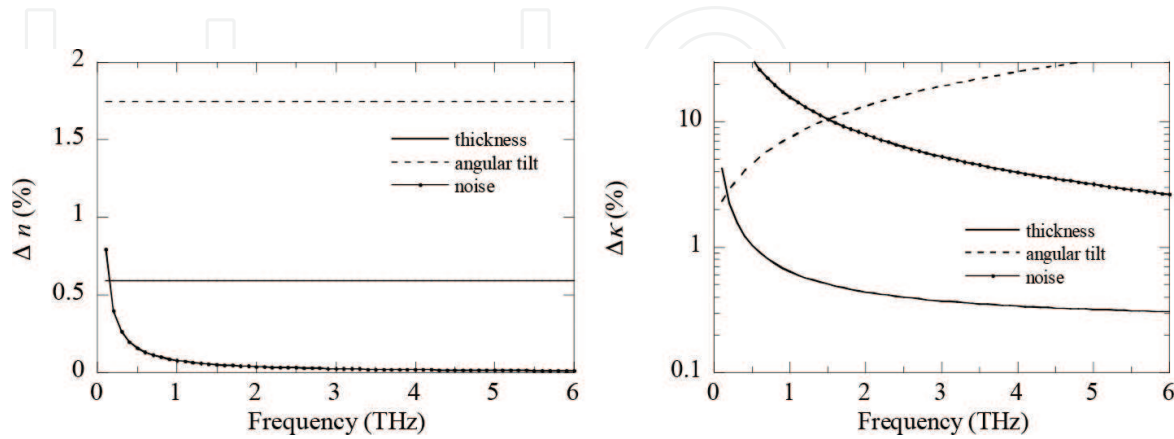 2
1.5
1
0.5
0
Δ n (%)
thickness
angular tilt
noise
0 1 2 3 4 5 6
Frequency (THz)
10
1
0.1
Δκ (%)
thickness
angular tilt
noise
0 1 2 3 4 5 6
Frequency (THz)